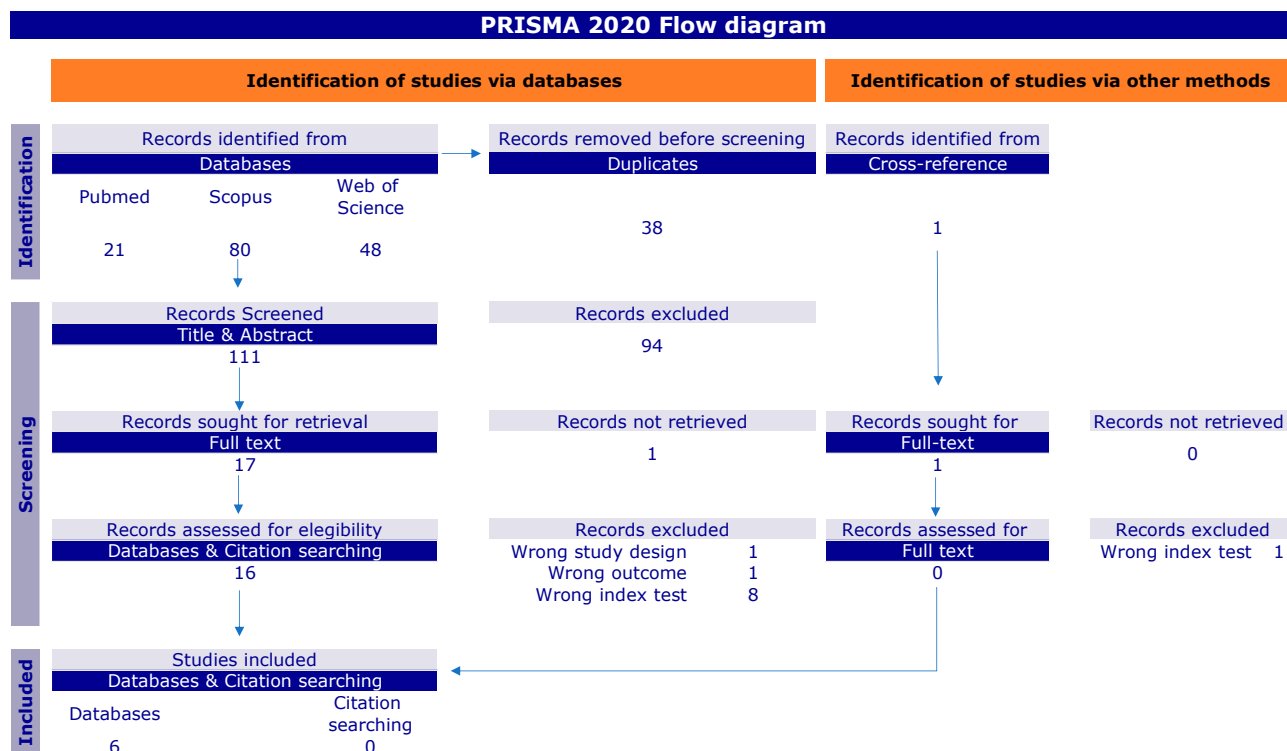 PRISMA 2020 Flow diagram
Identification of studies via databases
Identification of studies via other methods
Identification
Records identified from
Databases
Pubmed
Scopus
Web of
Science
21
80
48
Records removed before screening
Duplicates
38
Records identified from
Cross-reference
1
Screening
Records Screened
Title & Abstract
111
Records excluded
94
Records sought for retrieval
Full text
17
Records not retrieved
1
Records sought for
Full-text
1
Records not retrieved
0
Records assessed for elegibility
Databases & Citation searching
16
Records excluded
Wrong study design 1
Wrong outcome 1
Wrong index test 8
Records assessed for
Full text
0
Records excluded
Wrong index test 1
Included
Studies included
Databases & Citation searching
Databases
Citation
searching
6
0